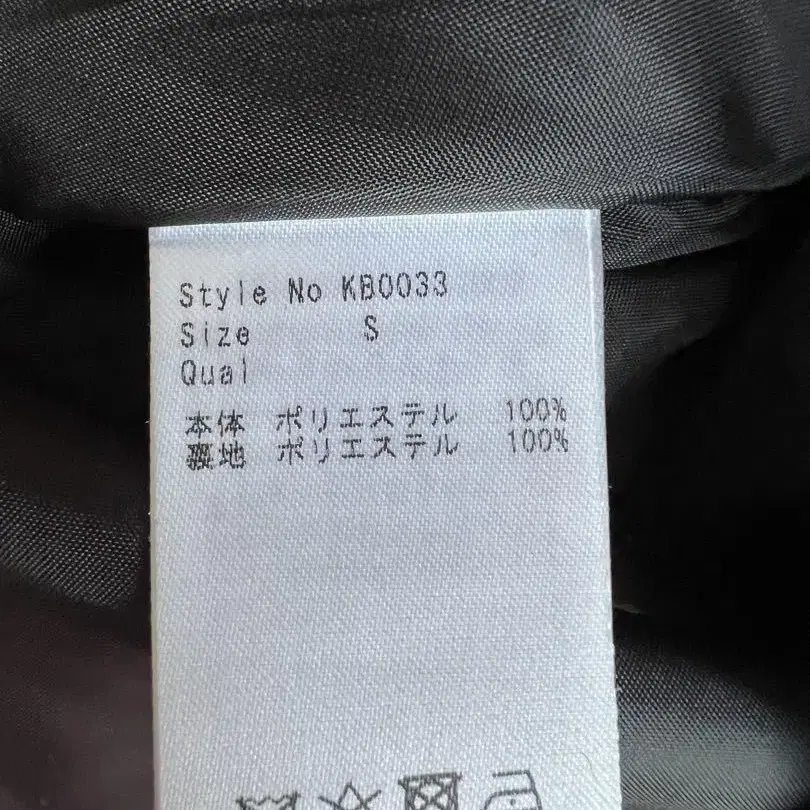 Style No KB0033
Size S
Qual
本体 ポリエステル 100%
裏地 ポリエステル 100%